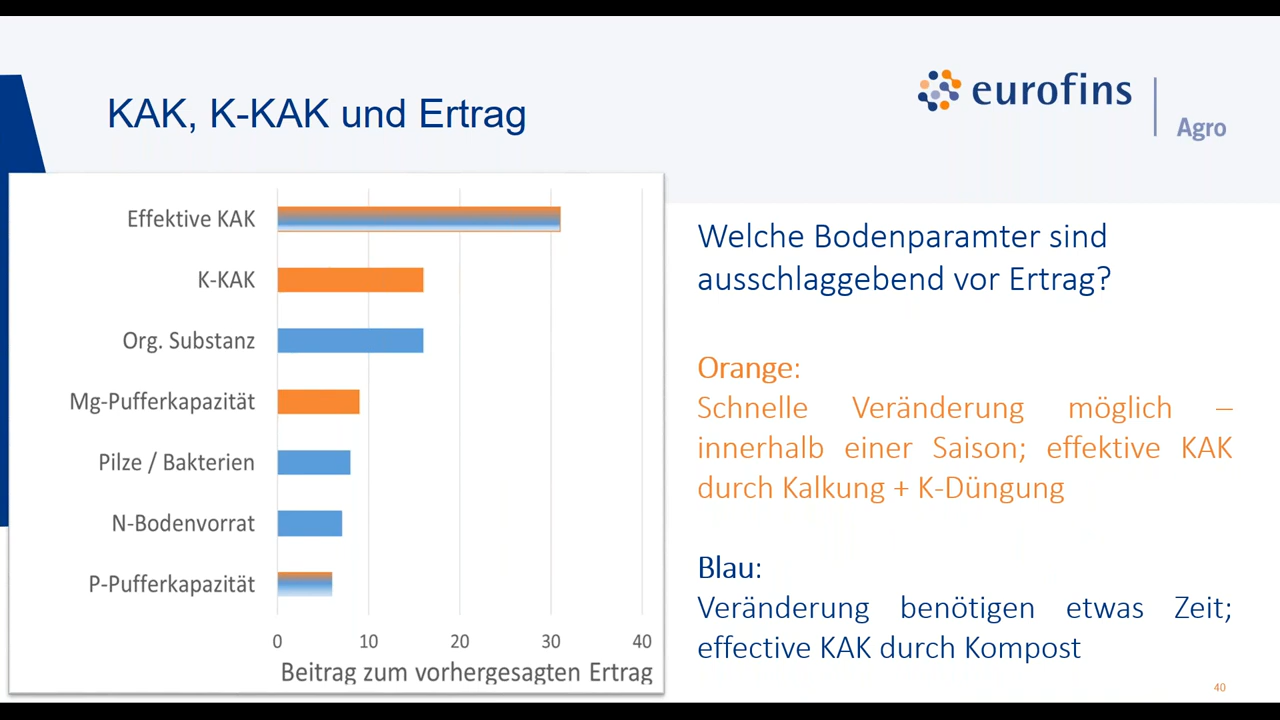 KAK, K-KAK und Ertrag
eurofins
Agro
Effektive KAK
K-KAK
Org. Substanz
Mg-Pufferkapazität
Pilze / Bakterien
N-Bodenvorrat
P-Pufferkapazität
0 10 20 30 40
Beitrag zum vorhergesagten Ertrag
Welche Bodenparamter sind
ausschlaggebend vor Ertrag?
Orange:
Schnelle Veränderung möglich –
innerhalb einer Saison; effektive KAK
durch Kalkung + K-Düngung
Blau:
Veränderung benötigen etwas Zeit;
effective KAK durch Kompost
40